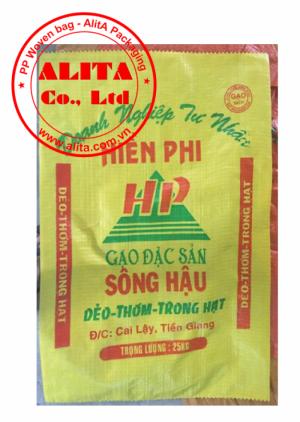 ★ PP Woven bag - AlitA Packaging ★
ALITA
Co., Ltd
www.alita.com.vn
Doanh Nghiệp Tư Nhân
GẠO
HIỂN PHI
HP
GẠO ĐẶC SẢN
SÔNG HẬU
DẺO-THƠM-TRONG HẠT
Đ/C: Cai Lậy, Tiền Giang
TRỌNG LƯỢNG : 25KG
DẺO-THƠM-TRONG HẠT
DẺO-THƠM-TRONG HẠT